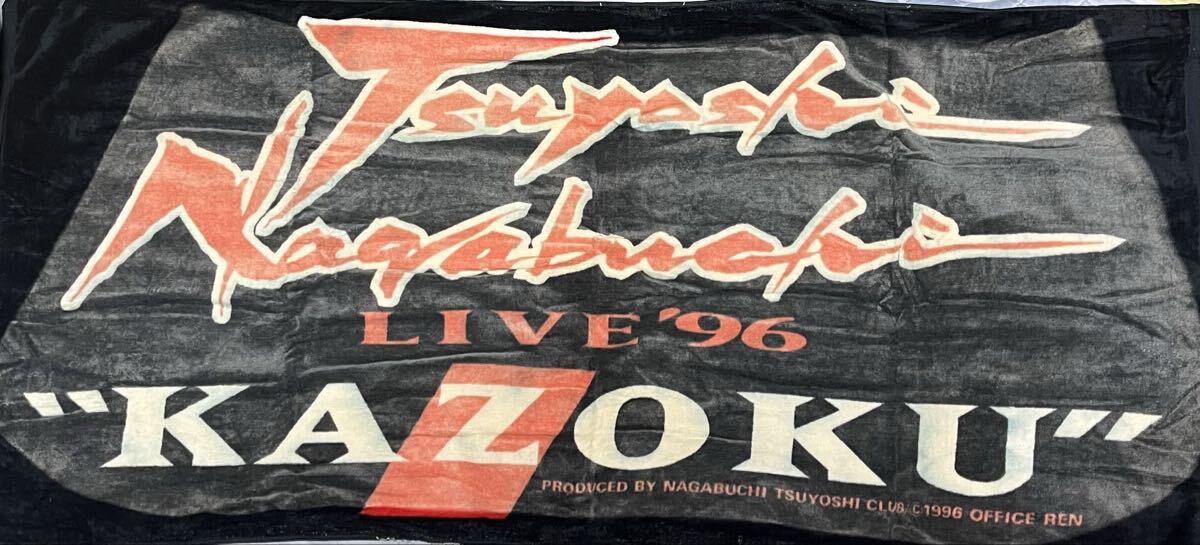 Tsuyoshi
Nagabuchi
LIVE '96
"KAZOKU"
PRODUCED BY NAGABUCHI TSUYOSHI CLUB/©1996 OFFICE REN